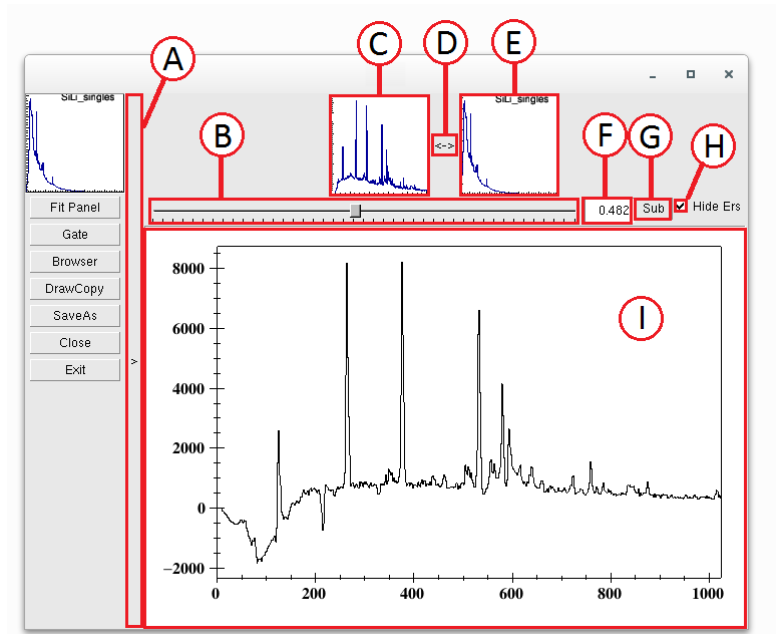 A
B
C
D
E
F
G
H
I
SiLi_singles
SiLi_singles
<->
Fit Panel
Gate
Browser
DrawCopy
SaveAs
Close
Exit
>
0.482
Sub
Hide Ers
8000
6000
4000
2000
0
−2000
0 200 400 600 800 1000